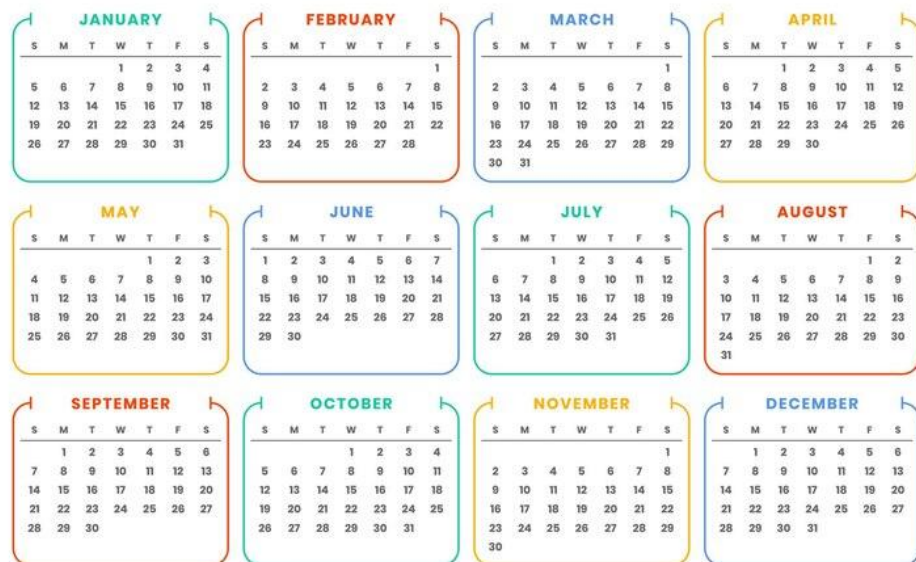 JANUARY
S M T W T F S
1 2 3 4
5 6 7 8 9 10 11
12 13 14 15 16 17 18
19 20 21 22 23 24 25
26 27 28 29 30 31
FEBRUARY
S M T W T F S
1
2 3 4 5 6 7 8
9 10 11 12 13 14 15
16 17 18 19 20 21 22
23 24 25 26 27 28
MARCH
S M T W T F S
1
2 3 4 5 6 7 8
9 10 11 12 13 14 15
16 17 18 19 20 21 22
23 24 25 26 27 28 29
30 31
APRIL
S M T W T F S
1 2 3 4 5
6 7 8 9 10 11 12
13 14 15 16 17 18 19
20 21 22 23 24 25 26
27 28 29 30
MAY
S M T W T F S
1 2 3
4 5 6 7 8 9 10
11 12 13 14 15 16 17
18 19 20 21 22 23 24
25 26 27 28 29 30 31
JUNE
S M T W T F S
1 2 3 4 5 6 7
8 9 10 11 12 13 14
15 16 17 18 19 20 21
22 23 24 25 26 27 28
29 30
JULY
S M T W T F S
1 2 3 4 5
6 7 8 9 10 11 12
13 14 15 16 17 18 19
20 21 22 23 24 25 26
27 28 29 30 31
AUGUST
S M T W T F S
1 2
3 4 5 6 7 8 9
10 11 12 13 14 15 16
17 18 19 20 21 22 23
24 25 26 27 28 29 30
31
SEPTEMBER
S M T W T F S
1 2 3 4 5 6
7 8 9 10 11 12 13
14 15 16 17 18 19 20
21 22 23 24 25 26 27
28 29 30
OCTOBER
S M T W T F S
1 2 3 4
5 6 7 8 9 10 11
12 13 14 15 16 17 18
19 20 21 22 23 24 25
26 27 28 29 30 31
NOVEMBER
S M T W T F S
1
2 3 4 5 6 7 8
9 10 11 12 13 14 15
16 17 18 19 20 21 22
23 24 25 26 27 28 29
30
DECEMBER
S M T W T F S
1 2 3 4 5 6
7 8 9 10 11 12 13
14 15 16 17 18 19 20
21 22 23 24 25 26 27
28 29 30 31